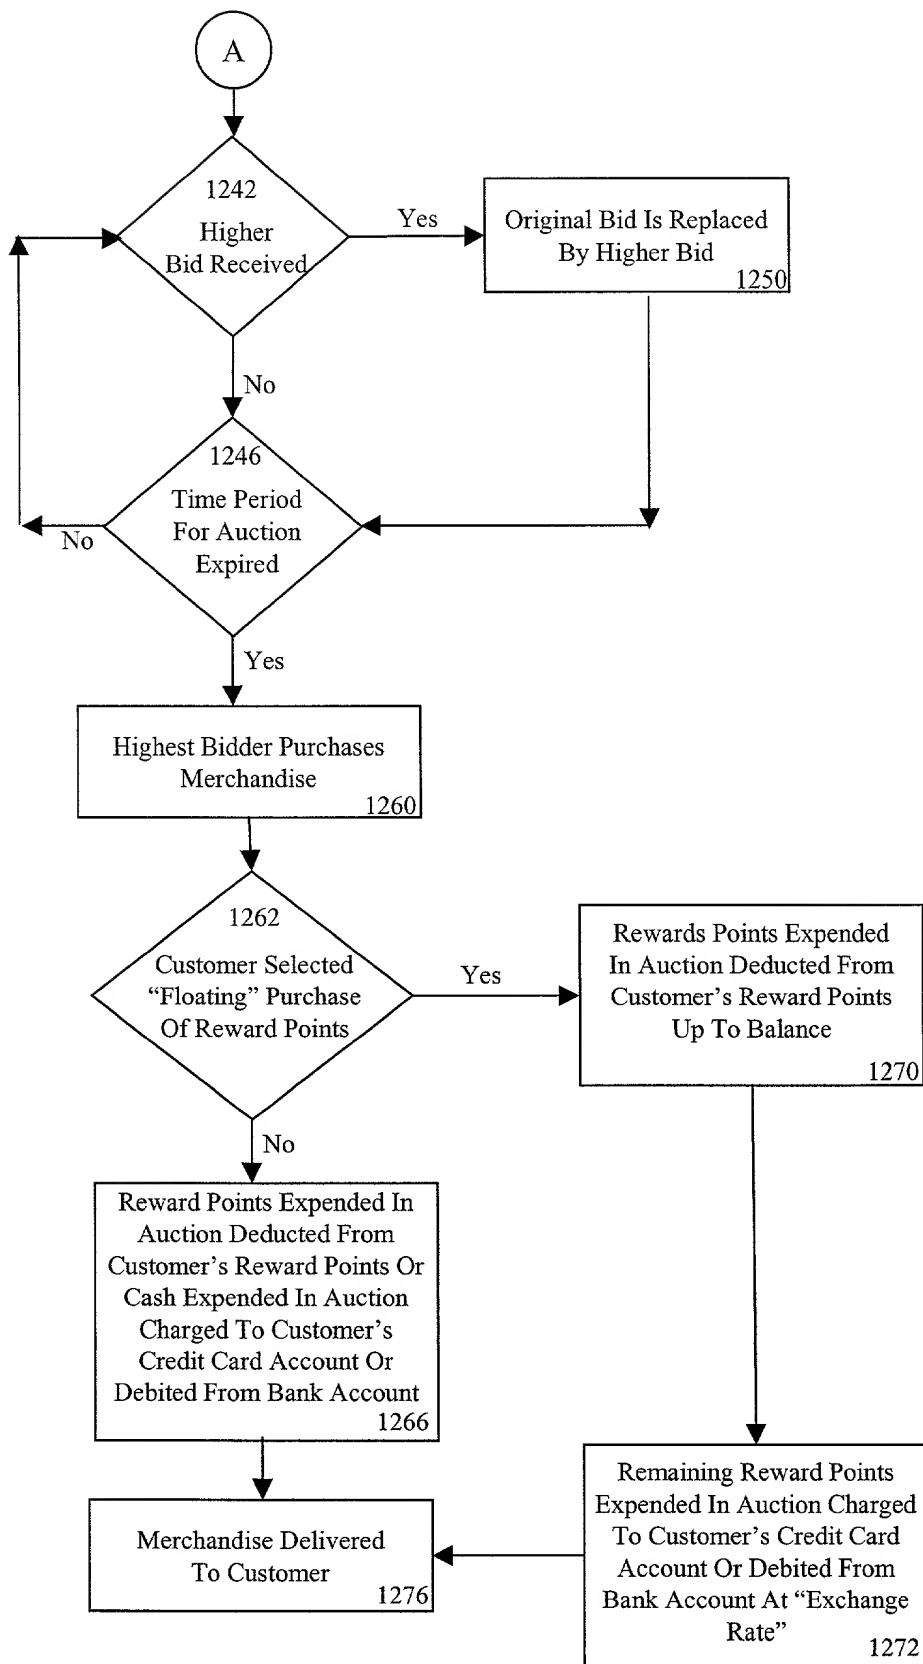 A
1242
Higher
Bid Received
Yes
Original Bid Is Replaced
By Higher Bid
1250
No
1246
Time Period
For Auction
Expired
No
Yes
Highest Bidder Purchases
Merchandise
1260
1262
Customer Selected
“Floating” Purchase
Of Reward Points
Yes
Rewards Points Expended
In Auction Deducted From
Customer’s Reward Points
Up To Balance
1270
No
Reward Points Expended In
Auction Deducted From
Customer’s Reward Points Or
Cash Expended In Auction
Charged To Customer’s
Credit Card Account Or
Debited From Bank Account
1266
Remaining Reward Points
Expended In Auction Charged
To Customer’s Credit Card
Account Or Debited From
Bank Account At “Exchange
Rate”
1272
Merchandise Delivered
To Customer
1276